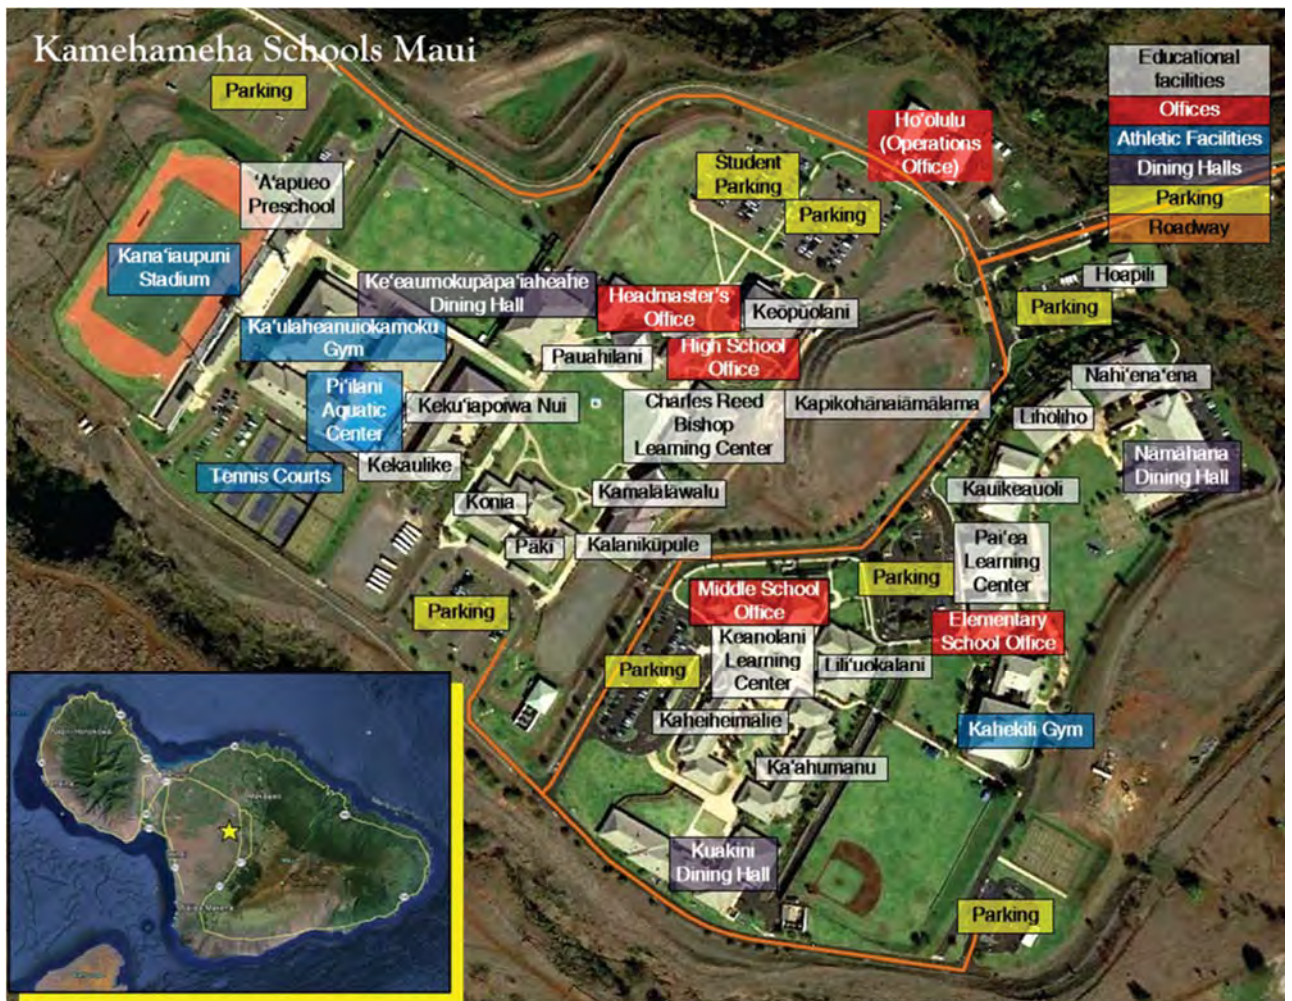 Kamehameha Schools Maui
Educational
facilities
Offices
Athletic Facilities
Dining Halls
Parking
Roadway
Parking
Hoʻolulu
(Operations
Office)
Student
Parking
Parking
ʻAʻapueo
Preschool
Kanaʻiaupuni
Stadium
Keʻeaumokupāpaʻiaheahe
Dining Hall
Headmaster's
Office
Keōpūolani
Hoapili
Parking
Kaʻulaheanuiokamoku
Gym
Pauahilani
High School
Office
Nahiʻenaʻena
Piʻilani
Aquatic
Center
Kekuʻiapoiwa Nui
Charles Reed
Bishop
Learning Center
Kapikohānaiāmālama
Liholiho
Nāmāhana
Dining Hall
Tennis Courts
Kekaulike
Konia
Kamalālāwalu
Kauikeauoli
Pākī
Kalanikūpule
Paiʻea
Learning
Center
Parking
Parking
Middle School
Office
Elementary
School Office
Keanolani
Learning
Center
Parking
Liliʻuokalani
Kaheiheimalie
Kahekili Gym
Kaʻahumanu
Kuakini
Dining Hall
Parking